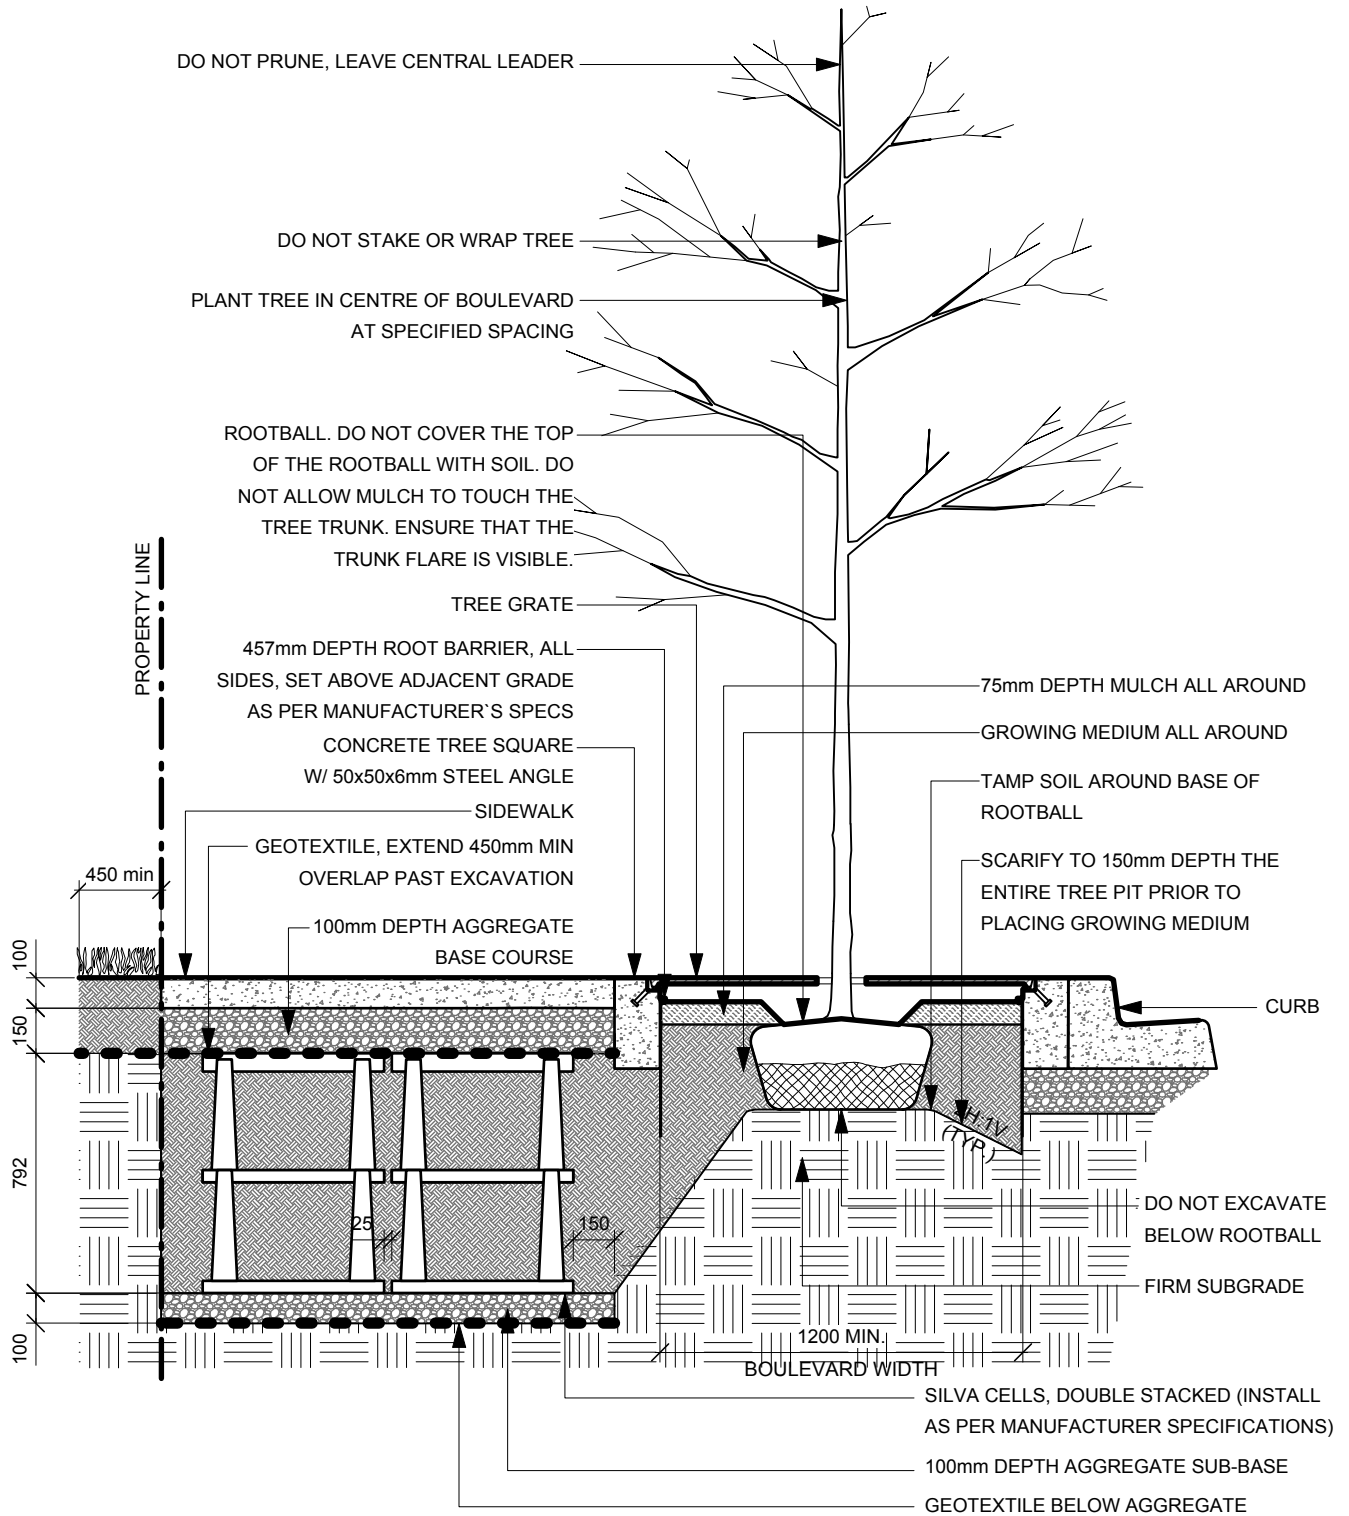 DO NOT PRUNE, LEAVE CENTRAL LEADER
DO NOT STAKE OR WRAP TREE
PLANT TREE IN CENTRE OF BOULEVARD
AT SPECIFIED SPACING
ROOTBALL. DO NOT COVER THE TOP
OF THE ROOTBALL WITH SOIL. DO
NOT ALLOW MULCH TO TOUCH THE
TREE TRUNK. ENSURE THAT THE
TRUNK FLARE IS VISIBLE.
TREE GRATE
457mm DEPTH ROOT BARRIER, ALL
SIDES, SET ABOVE ADJACENT GRADE
AS PER MANUFACTURER`S SPECS
CONCRETE TREE SQUARE
W/ 50x50x6mm STEEL ANGLE
SIDEWALK
GEOTEXTILE, EXTEND 450mm MIN
OVERLAP PAST EXCAVATION
100mm DEPTH AGGREGATE
BASE COURSE
PROPERTY LINE
450 min
100
150
792
100
25
150
75mm DEPTH MULCH ALL AROUND
GROWING MEDIUM ALL AROUND
TAMP SOIL AROUND BASE OF
ROOTBALL
SCARIFY TO 150mm DEPTH THE
ENTIRE TREE PIT PRIOR TO
PLACING GROWING MEDIUM
CURB
H:1V
(TYP.)
DO NOT EXCAVATE
BELOW ROOTBALL
FIRM SUBGRADE
1200 MIN.
BOULEVARD WIDTH
SILVA CELLS, DOUBLE STACKED (INSTALL
AS PER MANUFACTURER SPECIFICATIONS)
100mm DEPTH AGGREGATE SUB-BASE
GEOTEXTILE BELOW AGGREGATE